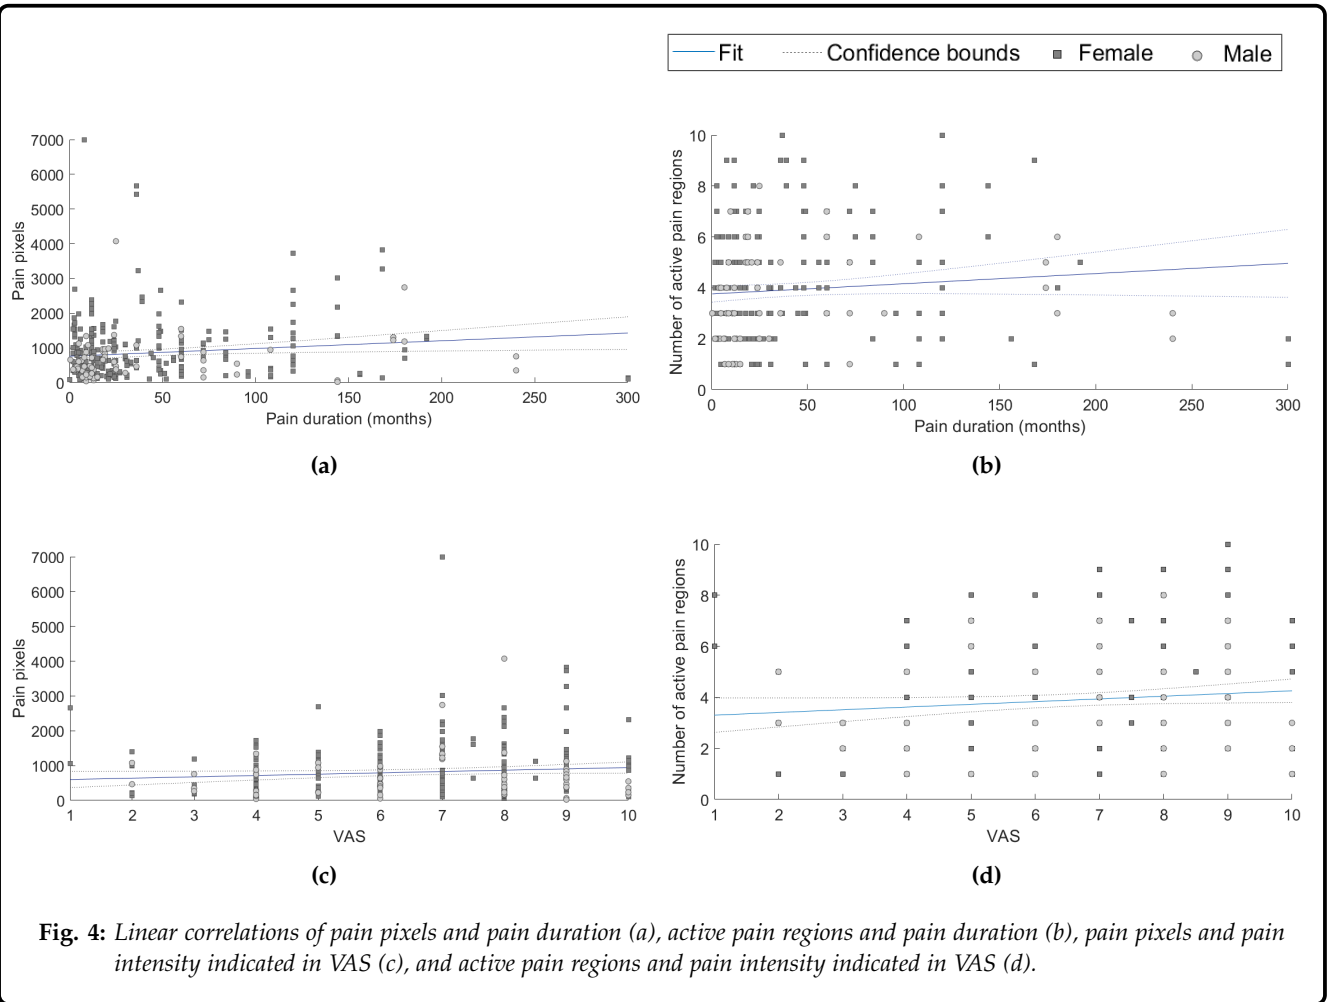 Fit Confidence bounds Female Male
7000
6000
5000
4000
3000
2000
1000
0
Pain pixels
0 50 100 150 200 250 300
Pain duration (months)
(a)
10
8
6
4
2
0
Number of active pain regions
0 50 100 150 200 250 300
Pain duration (months)
(b)
7000
6000
5000
4000
3000
2000
1000
0
Pain pixels
1 2 3 4 5 6 7 8 9 10
VAS
(c)
10
8
6
4
2
0
Number of active pain regions
1 2 3 4 5 6 7 8 9 10
VAS
(d)
Fig. 4: Linear correlations of pain pixels and pain duration (a), active pain regions and pain duration (b), pain pixels and pain
intensity indicated in VAS (c), and active pain regions and pain intensity indicated in VAS (d).